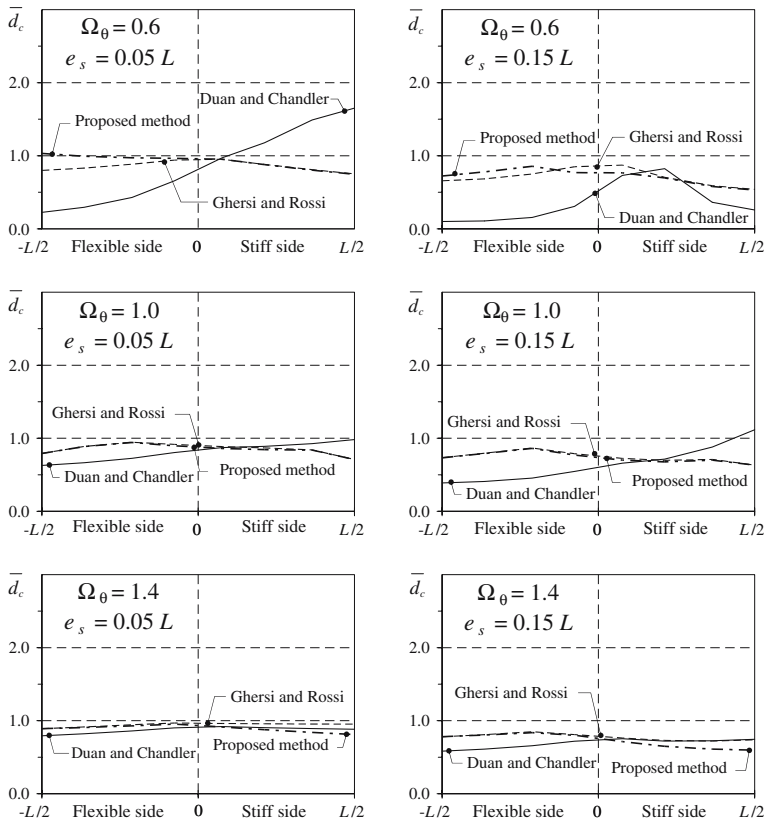 d̅c Ωθ = 0.6
es = 0.05 L
2.0
Duan and Chandler
Proposed method
1.0
Ghersi and Rossi
0.0
-L/2 Flexible side 0 Stiff side L/2
d̅c Ωθ = 0.6
es = 0.15 L
2.0
Proposed method
Ghersi and Rossi
1.0
Duan and Chandler
0.0
-L/2 Flexible side 0 Stiff side L/2
d̅c Ωθ = 1.0
es = 0.05 L
2.0
Ghersi and Rossi
1.0
Duan and Chandler
Proposed method
0.0
-L/2 Flexible side 0 Stiff side L/2
d̅c Ωθ = 1.0
es = 0.15 L
2.0
Ghersi and Rossi
1.0
Duan and Chandler
Proposed method
0.0
-L/2 Flexible side 0 Stiff side L/2
d̅c Ωθ = 1.4
es = 0.05 L
2.0
Ghersi and Rossi
1.0
Duan and Chandler
Proposed method
0.0
-L/2 Flexible side 0 Stiff side L/2
d̅c Ωθ = 1.4
es = 0.15 L
2.0
Ghersi and Rossi
1.0
Duan and Chandler
Proposed method
0.0
-L/2 Flexible side 0 Stiff side L/2